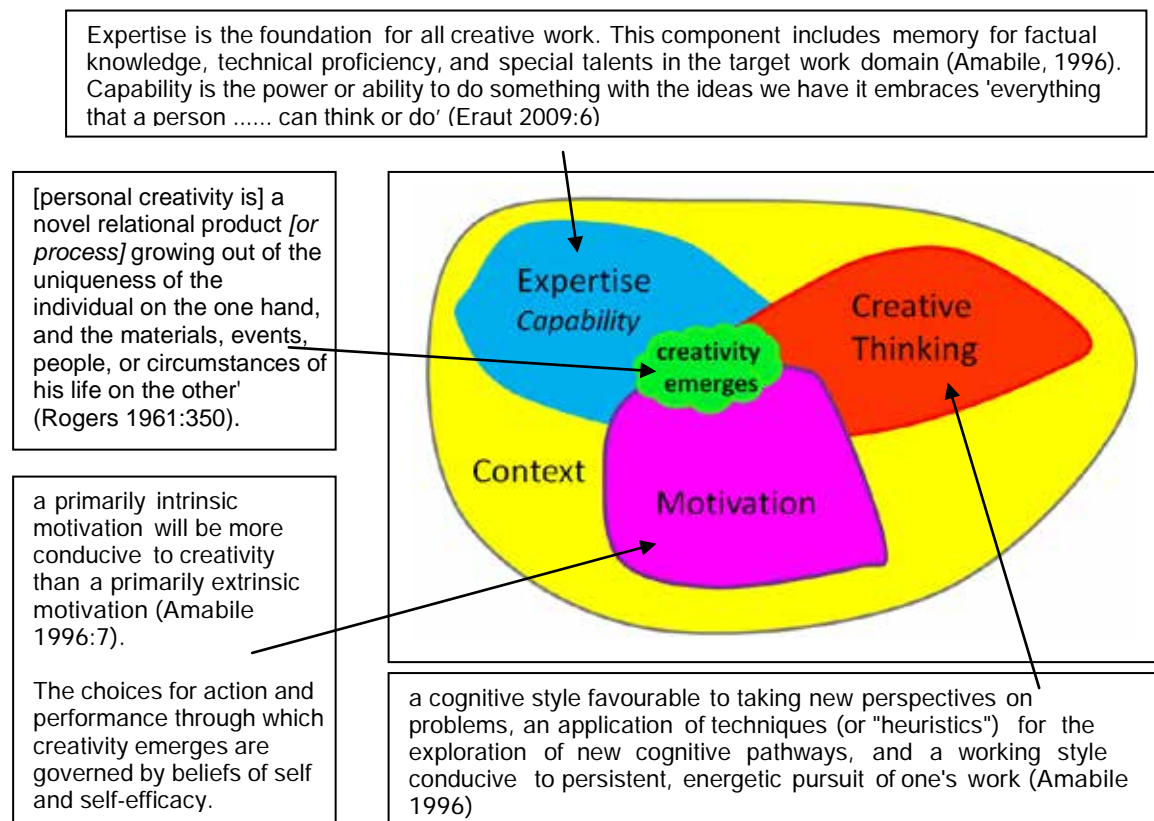 Expertise is the foundation for all creative work. This component includes memory for factual
knowledge, technical proficiency, and special talents in the target work domain (Amabile, 1996).
Capability is the power or ability to do something with the ideas we have it embraces 'everything
that a person ...... can think or do' (Eraut 2009:6)
[personal creativity is] a
novel relational product [or
process] growing out of the
uniqueness of the
individual on the one hand,
and the materials, events,
people, or circumstances of
his life on the other'
(Rogers 1961:350).
Expertise
Capability
Creative
Thinking
creativity
emerges
Context
Motivation
a primarily intrinsic
motivation will be more
conducive to creativity
than a primarily extrinsic
motivation (Amabile
1996:7).
The choices for action and
performance through which
creativity emerges are
governed by beliefs of self
and self-efficacy.
a cognitive style favourable to taking new perspectives on
problems, an application of techniques (or "heuristics") for the
exploration of new cognitive pathways, and a working style
conducive to persistent, energetic pursuit of one's work (Amabile
1996)